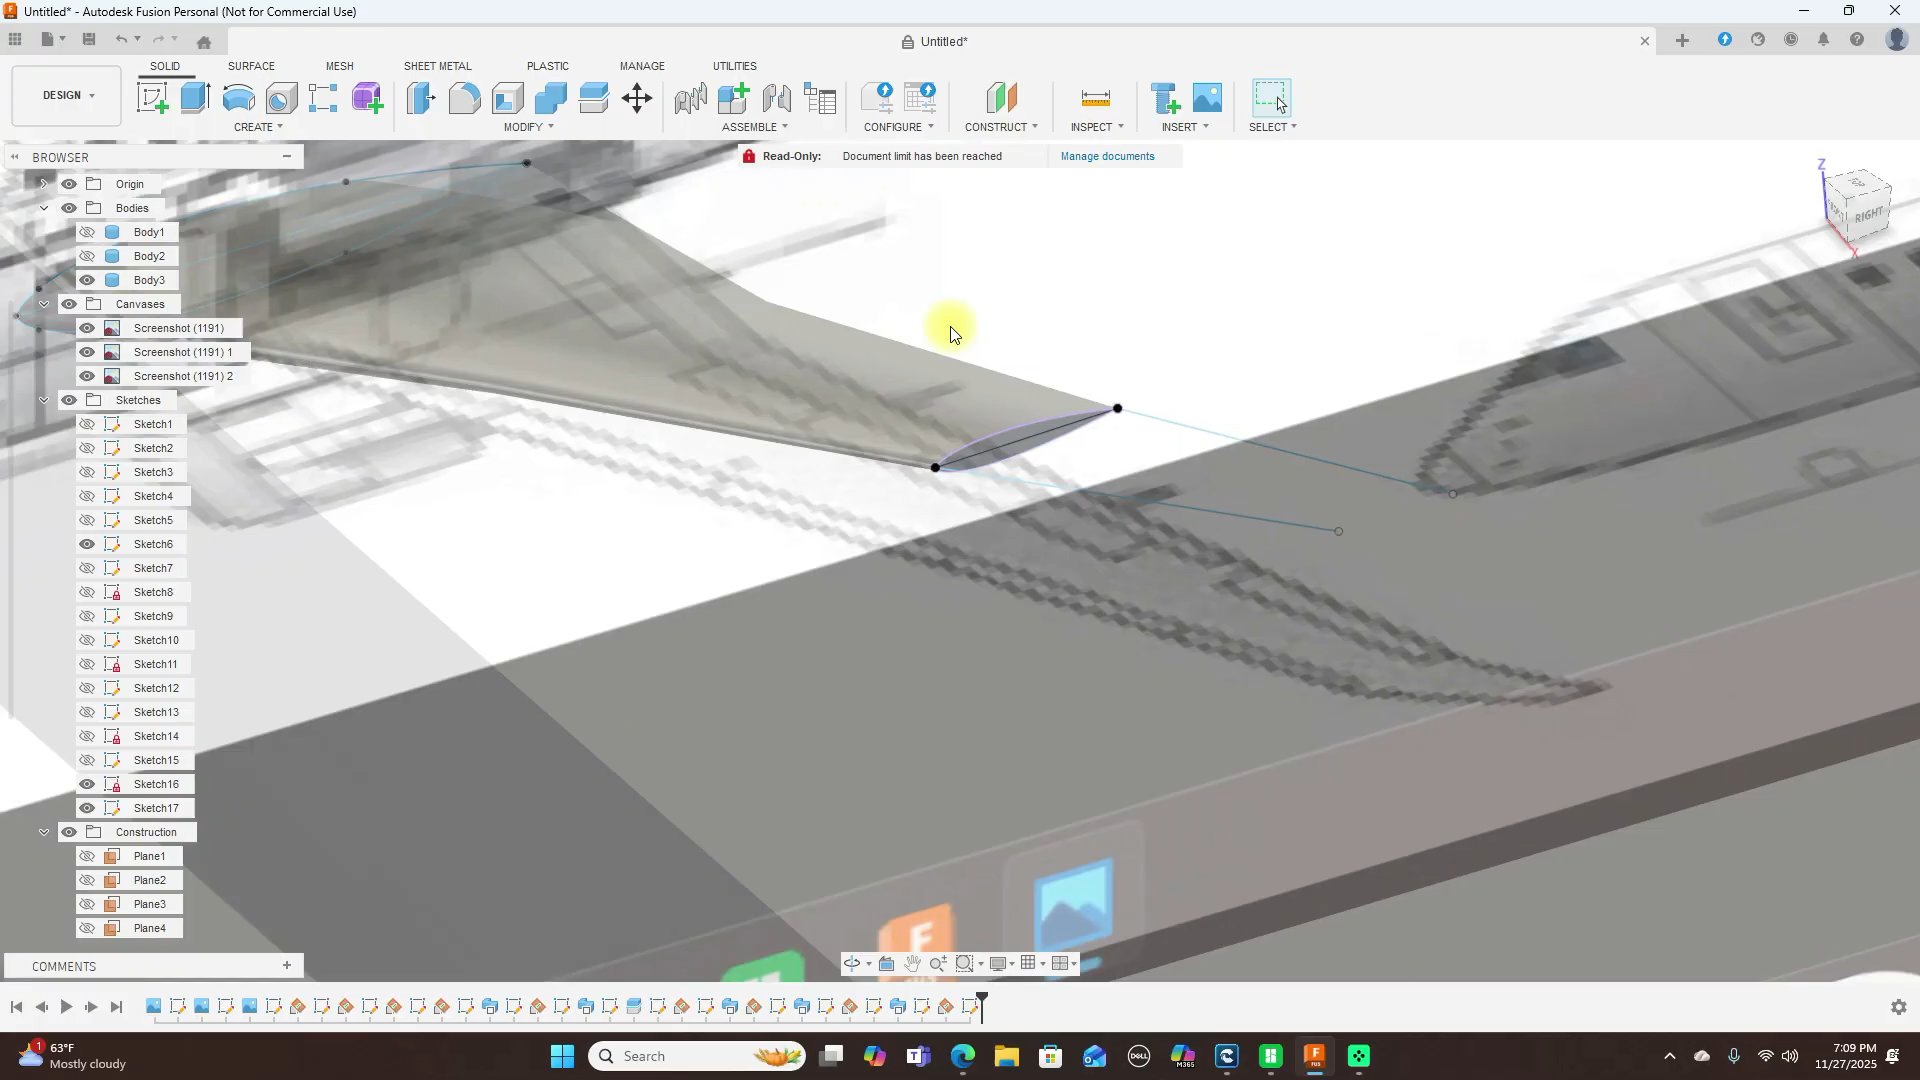 Untitled* - Autodesk Fusion Personal (Not for Commercial Use)
Untitled*
DESIGN
SOLID SURFACE MESH SHEET METAL PLASTIC MANAGE UTILITIES
CREATE MODIFY ASSEMBLE CONFIGURE CONSTRUCT INSPECT INSERT SELECT
BROWSER
Read-Only: Document limit has been reached Manage documents
Origin
Bodies
Body1
Body2
Body3
Canvases
Screenshot (1191)
Screenshot (1191) 1
Screenshot (1191) 2
Sketches
Sketch1
Sketch2
Sketch3
Sketch4
Sketch5
Sketch6
Sketch7
Sketch8
Sketch9
Sketch10
Sketch11
Sketch12
Sketch13
Sketch14
Sketch15
Sketch16
Sketch17
Construction
Plane1
Plane2
Plane3
Plane4
COMMENTS
Z
TOP
RIGHT
X
F
63°F
Mostly cloudy
1
Search
M365
7:09 PM
11/27/2025